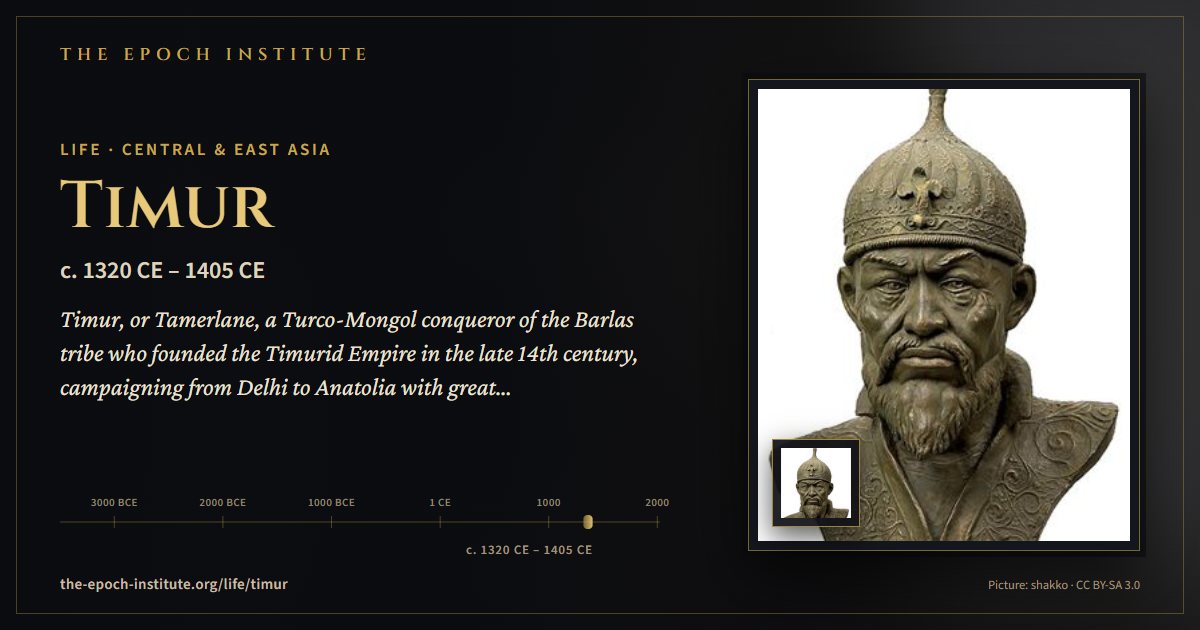 THE EPOCH INSTITUTE
LIFE · CENTRAL & EAST ASIA
TIMUR
c. 1320 CE – 1405 CE
Timur, or Tamerlane, a Turco-Mongol conqueror of the Barlas
tribe who founded the Timurid Empire in the late 14th century,
campaigning from Delhi to Anatolia with great...
3000 BCE 2000 BCE 1000 BCE 1 CE 1000 2000
c. 1320 CE – 1405 CE
the-epoch-institute.org/life/timur
Picture: shakko · CC BY-SA 3.0